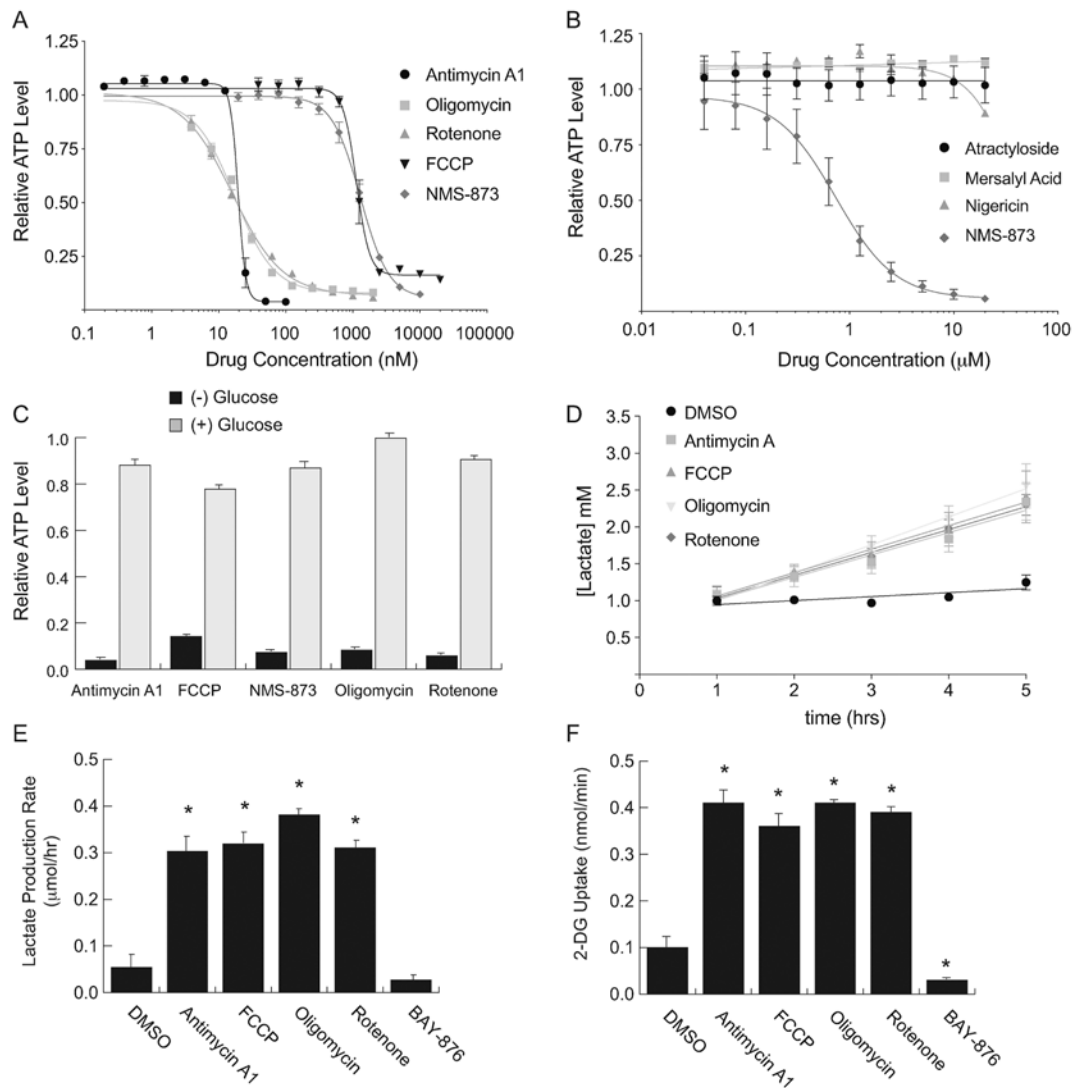 A
1.25
1.00
0.75
0.50
0.25
Relative ATP Level
0.1 1 10 100 1000 10000 100000
Drug Concentration (nM)
Antimycin A1
Oligomycin
Rotenone
FCCP
NMS-873
B
1.25
1.00
0.75
0.50
0.25
Relative ATP Level
0.01 0.1 1 10 100
Drug Concentration (µM)
Atractyloside
Mersalyl Acid
Nigericin
NMS-873
C
(-) Glucose
(+) Glucose
1.0
0.8
0.6
0.4
0.2
0.0
Relative ATP Level
Antimycin A1 FCCP NMS-873 Oligomycin Rotenone
D
3.5
3.0
2.5
2.0
1.5
1.0
0.5
[Lactate] mM
0 1 2 3 4 5
time (hrs)
DMSO
Antimycin A
FCCP
Oligomycin
Rotenone
E
0.5
0.4
0.3
0.2
0.1
0.0
Lactate Production Rate
(µmol/hr)
* * * *
DMSO Antimycin A1 FCCP Oligomycin Rotenone BAY-876
F
0.5
0.4
0.3
0.2
0.1
0.0
2-DG Uptake (nmol/min)
* * * * *
DMSO Antimycin A1 FCCP Oligomycin Rotenone BAY-876